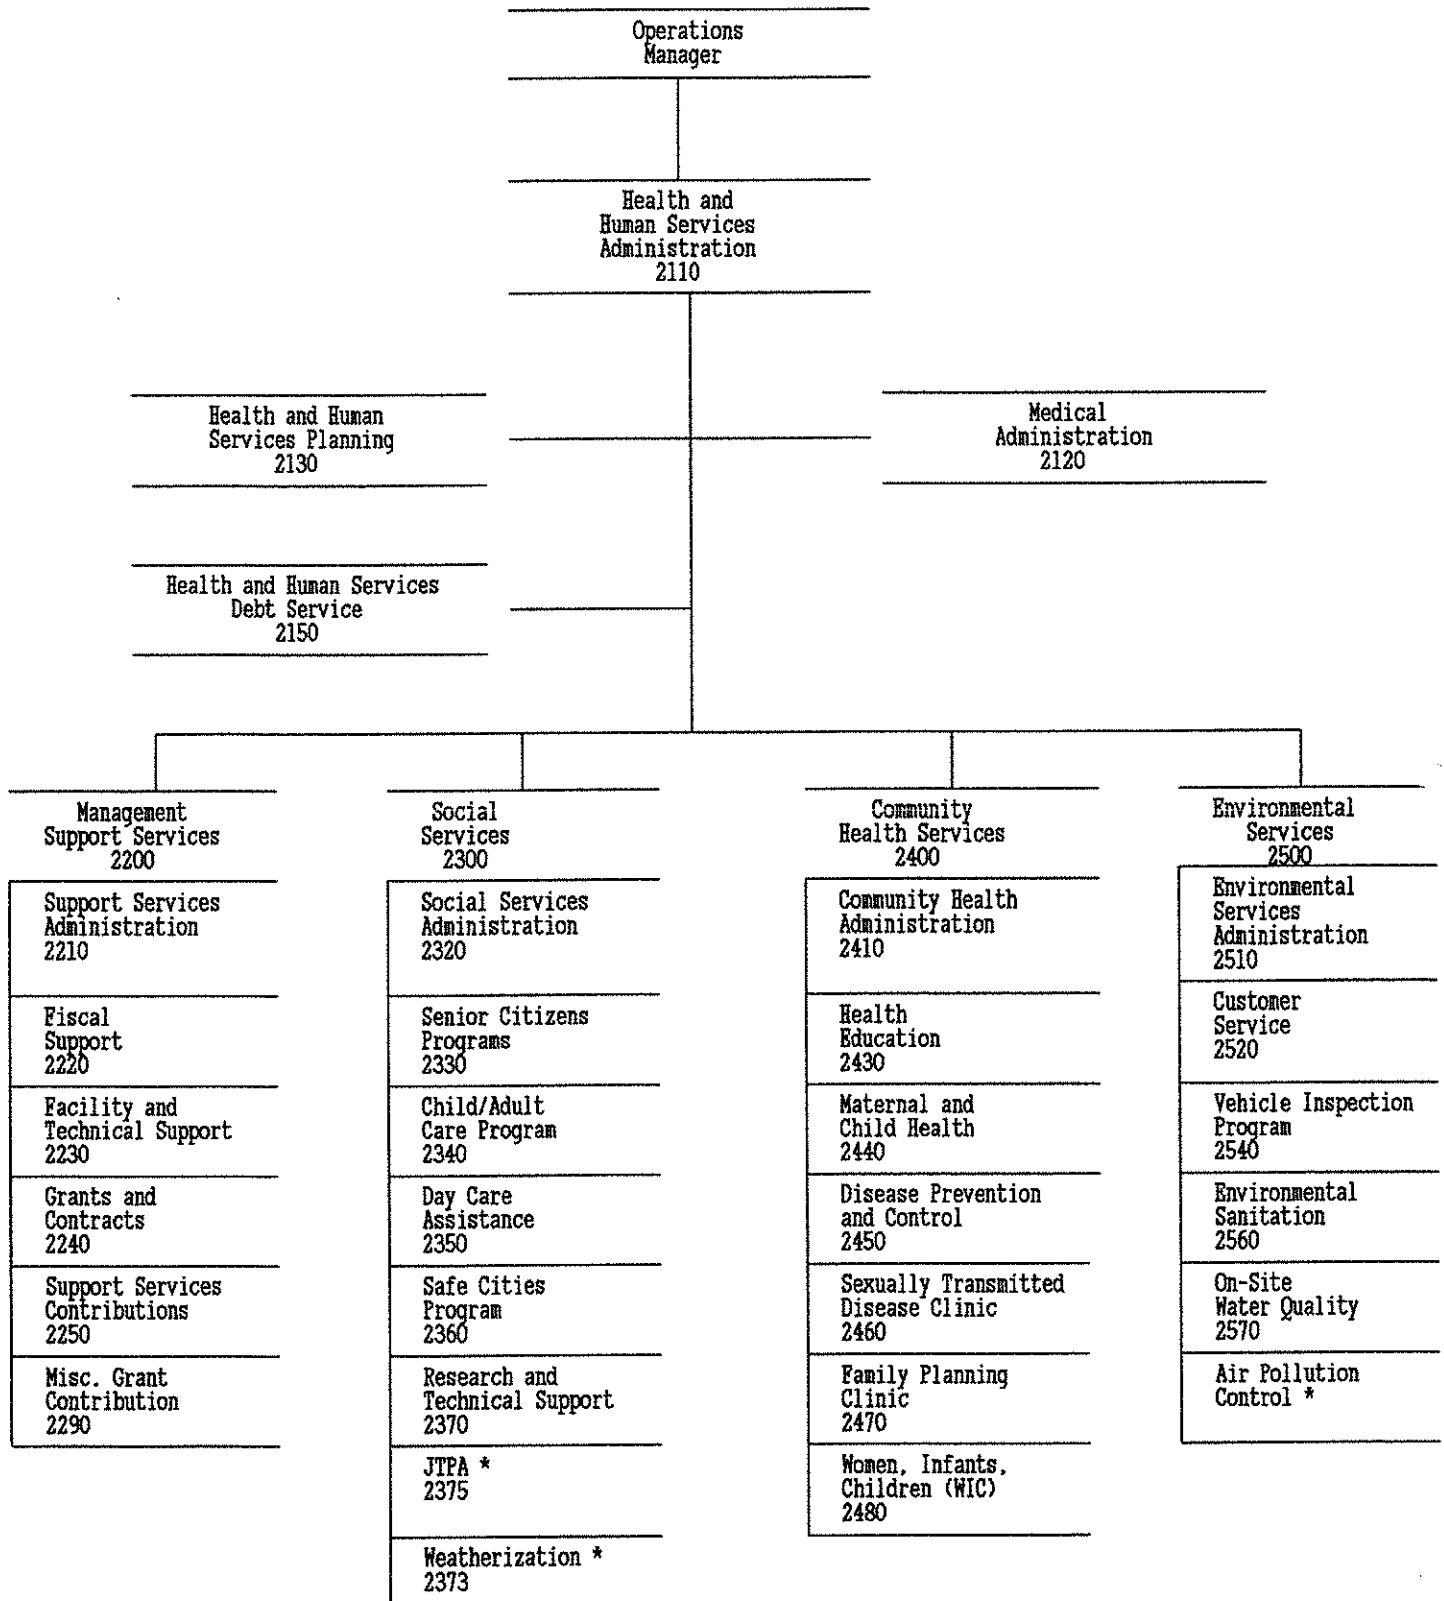 Operations
Manager
Health and
Human Services
Administration
2110
Health and Human
Services Planning
2130
Medical
Administration
2120
Health and Human Services
Debt Service
2150
Management
Support Services
2200
Support Services
Administration
2210
Fiscal
Support
2220
Facility and
Technical Support
2230
Grants and
Contracts
2240
Support Services
Contributions
2250
Misc. Grant
Contribution
2290
Social
Services
2300
Social Services
Administration
2320
Senior Citizens
Programs
2330
Child/Adult
Care Program
2340
Day Care
Assistance
2350
Safe Cities
Program
2360
Research and
Technical Support
2370
JTPA *
2375
Weatherization *
2373
Community
Health Services
2400
Community Health
Administration
2410
Health
Education
2430
Maternal and
Child Health
2440
Disease Prevention
and Control
2450
Sexually Transmitted
Disease Clinic
2460
Family Planning
Clinic
2470
Women, Infants,
Children (WIC)
2480
Environmental
Services
2500
Environmental
Services
Administration
2510
Customer
Service
2520
Vehicle Inspection
Program
2540
Environmental
Sanitation
2560
On-Site
Water Quality
2570
Air Pollution
Control *